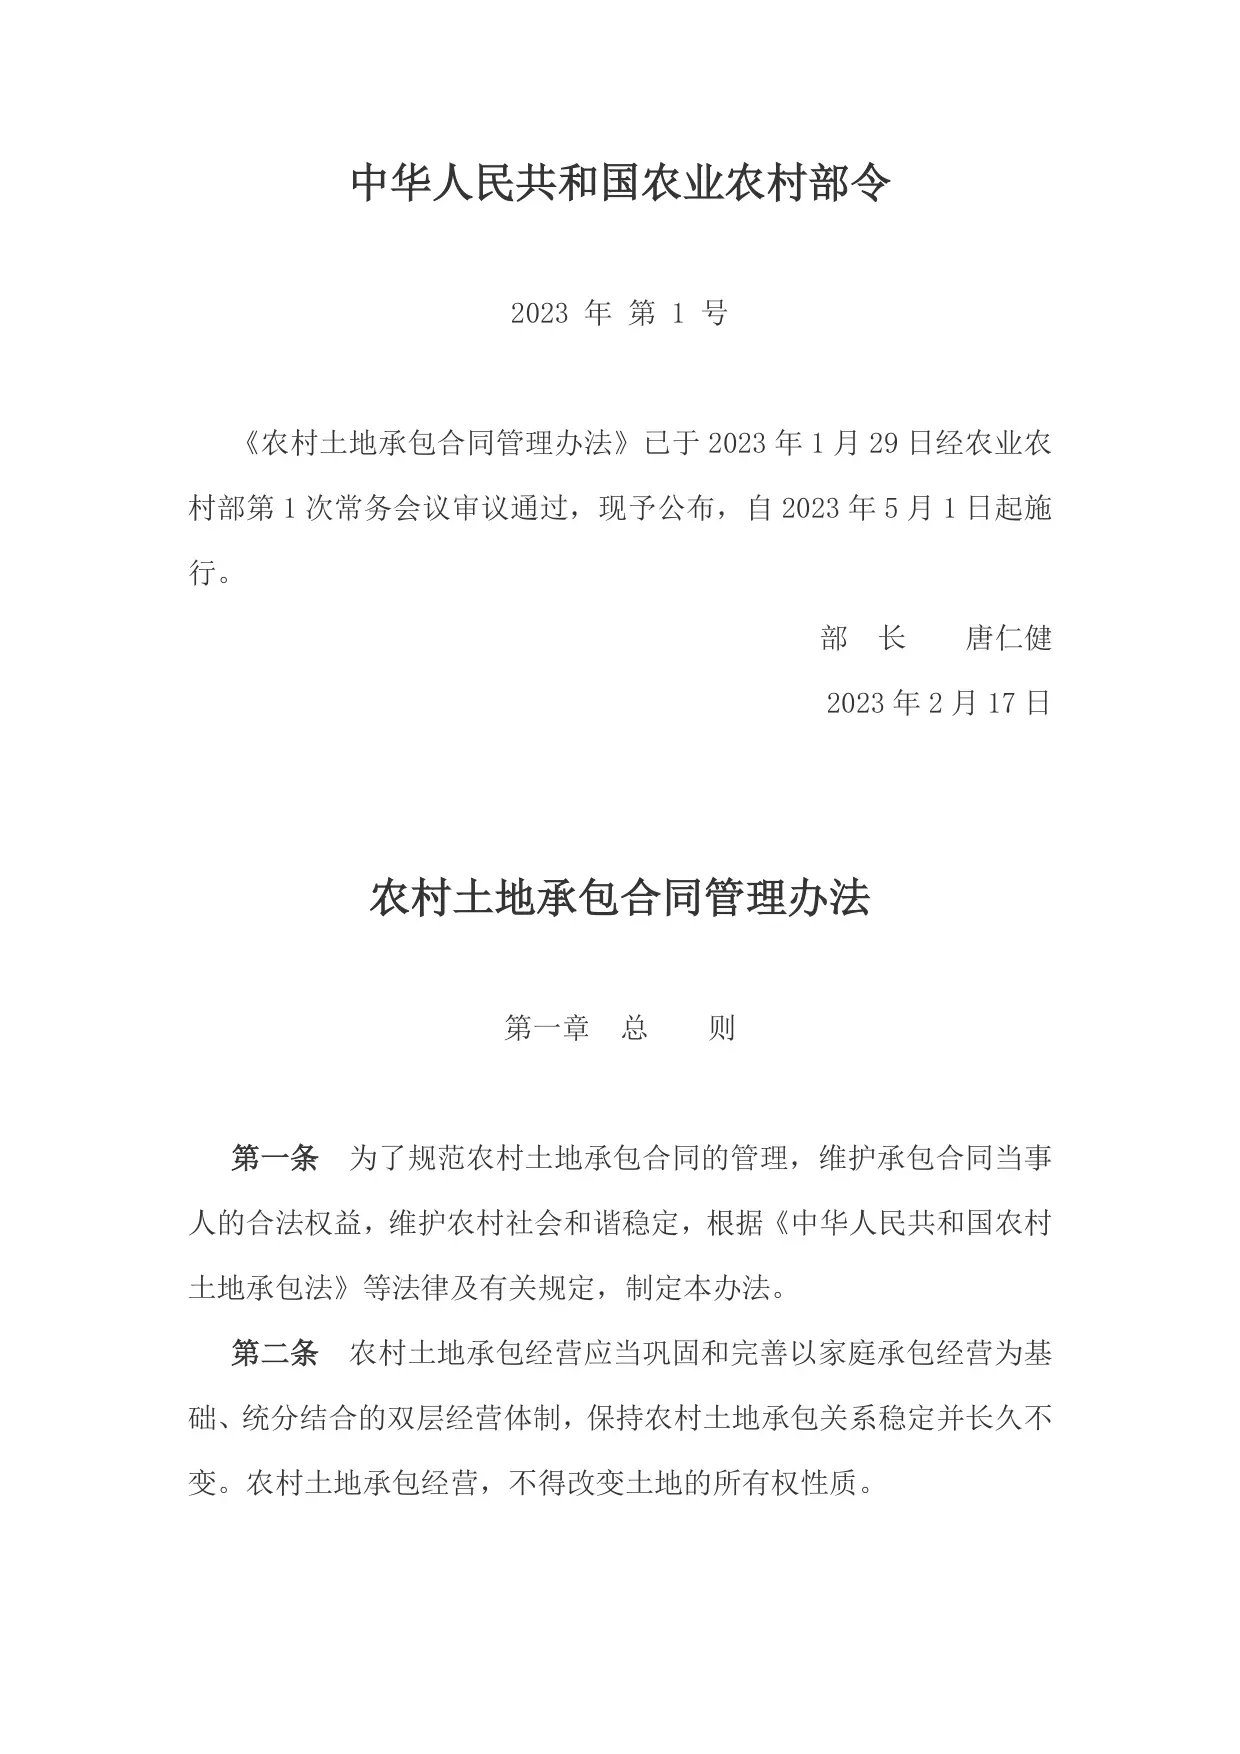 中华人民共和国农业农村部令
2023 年 第 1 号
《农村土地承包合同管理办法》已于 2023 年 1 月 29 日经农业农
村部第 1 次常务会议审议通过，现予公布，自 2023 年 5 月 1 日起施
行。
部　长　　唐仁健
2023 年 2 月 17 日
农村土地承包合同管理办法
第一章　总　　则
第一条　为了规范农村土地承包合同的管理，维护承包合同当事
人的合法权益，维护农村社会和谐稳定，根据《中华人民共和国农村
土地承包法》等法律及有关规定，制定本办法。
第二条　农村土地承包经营应当巩固和完善以家庭承包经营为基
础、统分结合的双层经营体制，保持农村土地承包关系稳定并长久不
变。农村土地承包经营，不得改变土地的所有权性质。